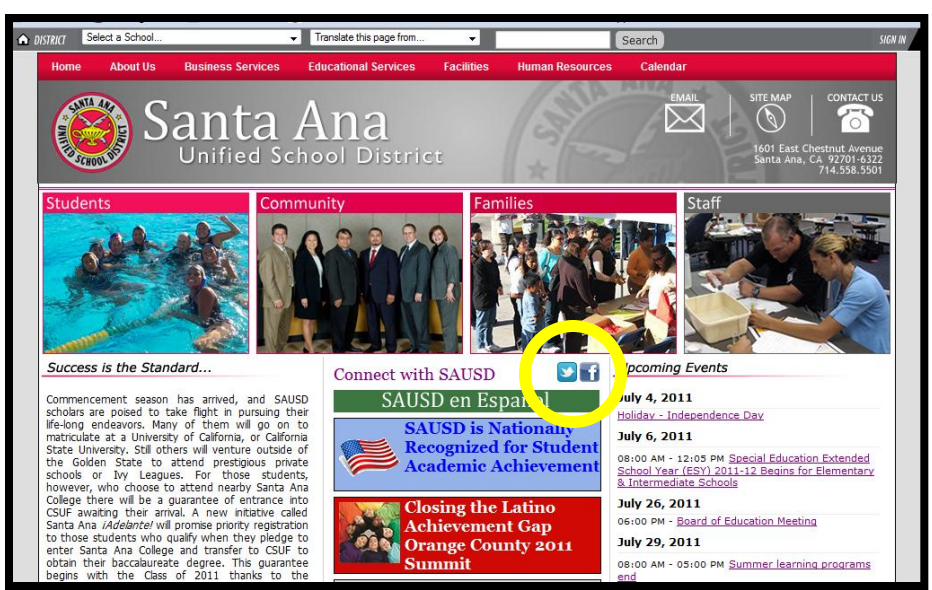 DISTRICT
Select a School...
Translate this page from...
Search
SIGN IN
Home About Us Business Services Educational Services Facilities Human Resources Calendar
SANTA ANA
UNIFIED SCHOOL DISTRICT
Santa Ana
Unified School District
EMAIL
SITE MAP
CONTACT US
1601 East Chestnut Avenue
Santa Ana, CA 92701-6322
714.558.5501
Students
Community
Families
Staff
Success is the Standard...
Commencement season has arrived, and SAUSD
scholars are poised to take flight in pursuing their
life-long endeavors. Many of them will go on to
matriculate at a University of California, or California
State University. Still others will venture outside of
the Golden State to attend prestigious private
schools or Ivy Leagues. For those students,
however, who choose to attend nearby Santa Ana
College there will be a guarantee of entrance into
CSUF awaiting their arrival. A new initiative called
Santa Ana ¡Adelante! will promise priority registration
to those students who qualify when they pledge to
enter Santa Ana College and transfer to CSUF to
obtain their baccalaureate degree. This guarantee
begins with the Class of 2011 thanks to the
Connect with SAUSD
SAUSD en Español
SAUSD is Nationally
Recognized for Student
Academic Achievement
Closing the Latino
Achievement Gap
Orange County 2011
Summit
Upcoming Events
July 4, 2011
Holiday - Independence Day
July 6, 2011
08:00 AM - 12:05 PM Special Education Extended
School Year (ESY) 2011-12 Begins for Elementary
& Intermediate Schools
July 26, 2011
06:00 PM - Board of Education Meeting
July 29, 2011
08:00 AM - 05:00 PM Summer learning programs
end